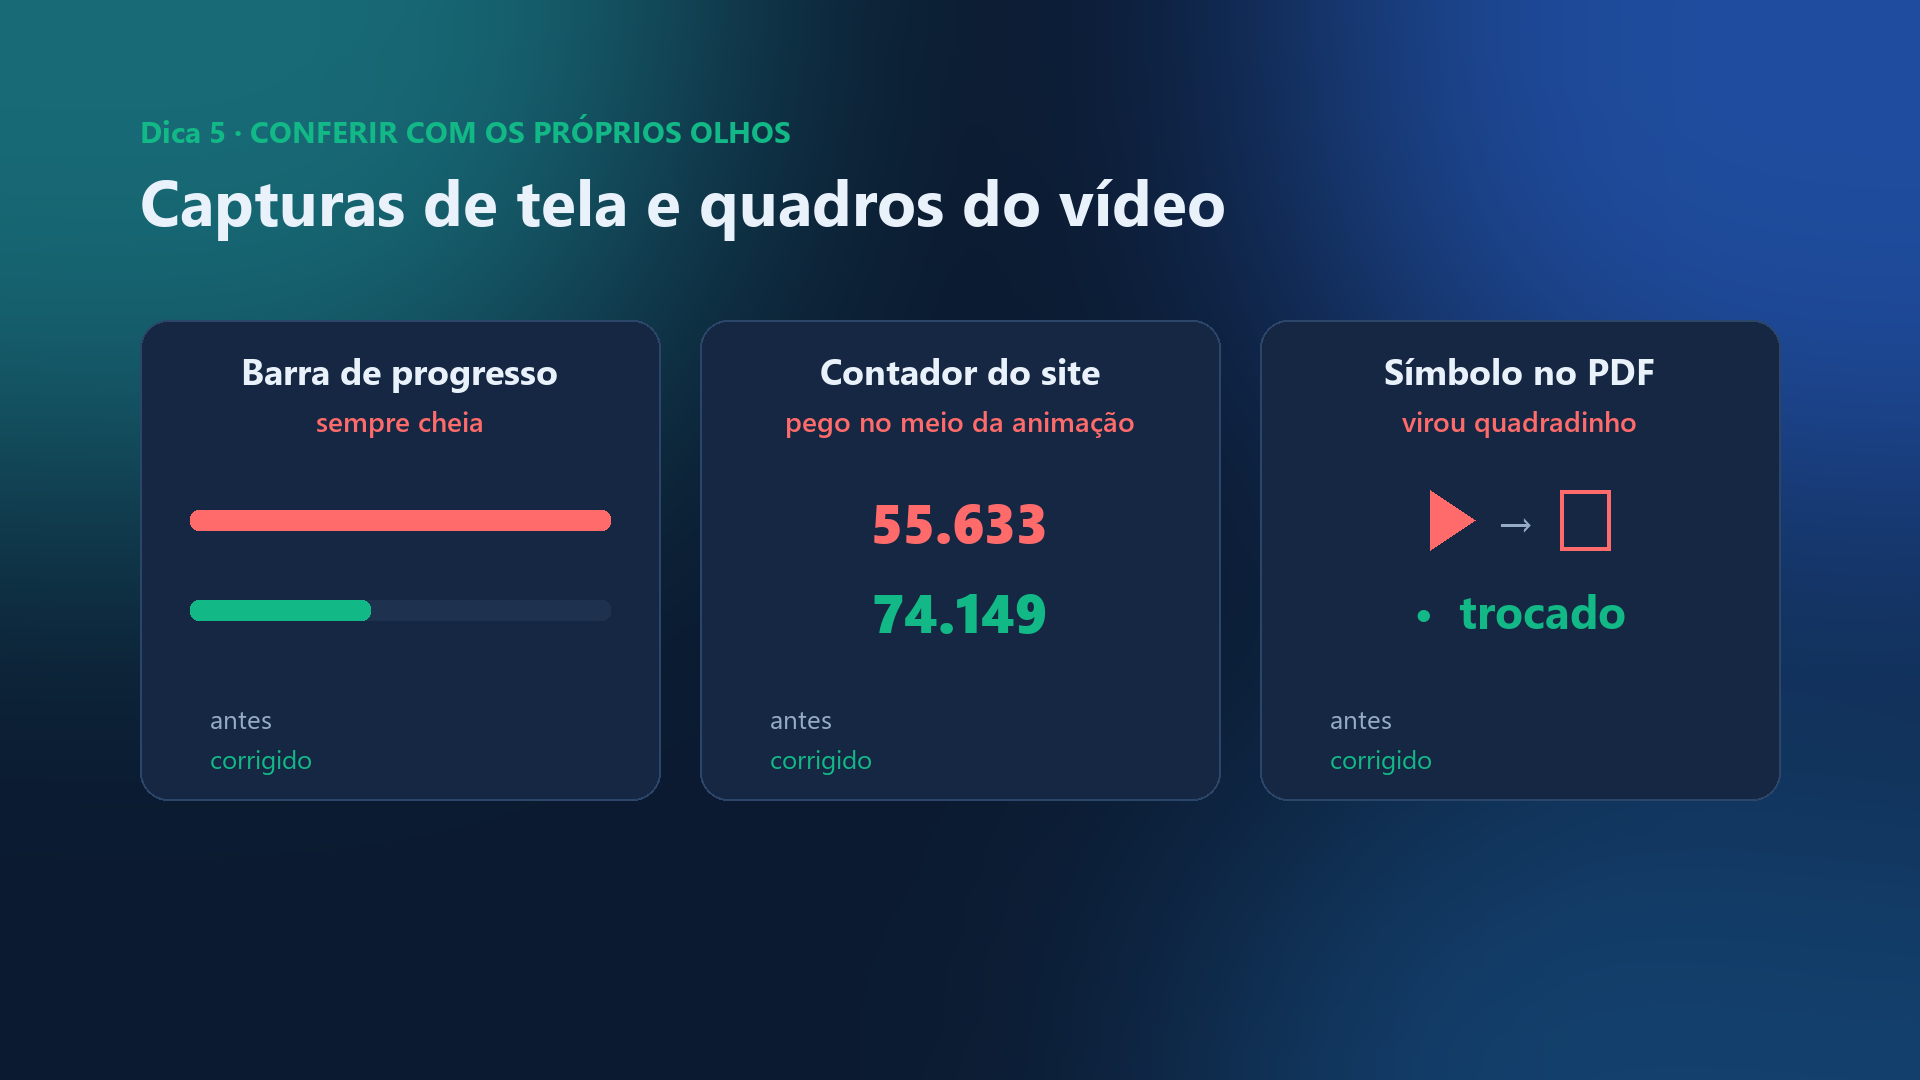 Dica 5 · CONFERIR COM OS PRÓPRIOS OLHOS
Capturas de tela e quadros do vídeo
Barra de progresso
sempre cheia
antes
corrigido
Contador do site
pego no meio da animação
55.633
74.149
antes
corrigido
Símbolo no PDF
virou quadradinho
→
• trocado
antes
corrigido